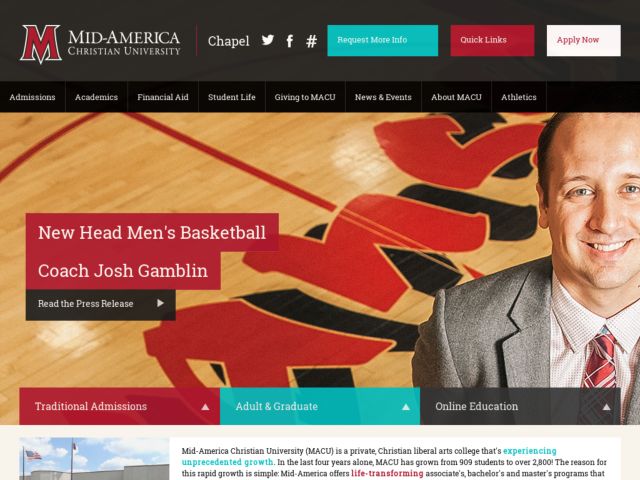 MID-AMERICA
CHRISTIAN UNIVERSITY
Chapel
#
Request More Info
Quick Links
Apply Now
Admissions
Academics
Financial Aid
Student Life
Giving to MACU
News & Events
About MACU
Athletics
New Head Men's Basketball
Coach Josh Gamblin
Read the Press Release
Traditional Admissions
Adult & Graduate
Online Education
Mid-America Christian University (MACU) is a private, Christian liberal arts college that's experiencing
unprecedented growth. In the last four years alone, MACU has grown from 909 students to over 2,800! The reason for
this rapid growth is simple: Mid-America offers life-transforming associate's, bachelor's and master's programs that